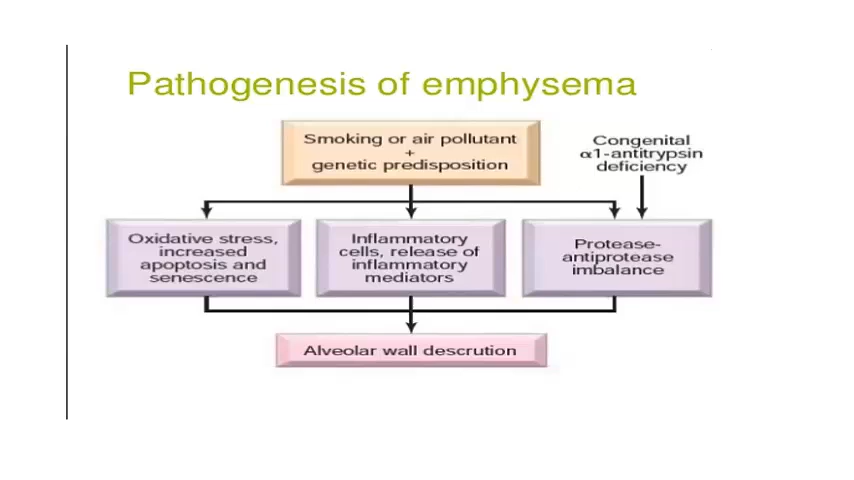 Pathogenesis of emphysema
Smoking or air pollutant
+
genetic predisposition
Congenital
α1-antitrypsin
deficiency
Oxidative stress,
increased
apoptosis and
senescence
Inflammatory
cells, release of
inflammatory
mediators
Protease-
antiprotease
imbalance
Alveolar wall descrution